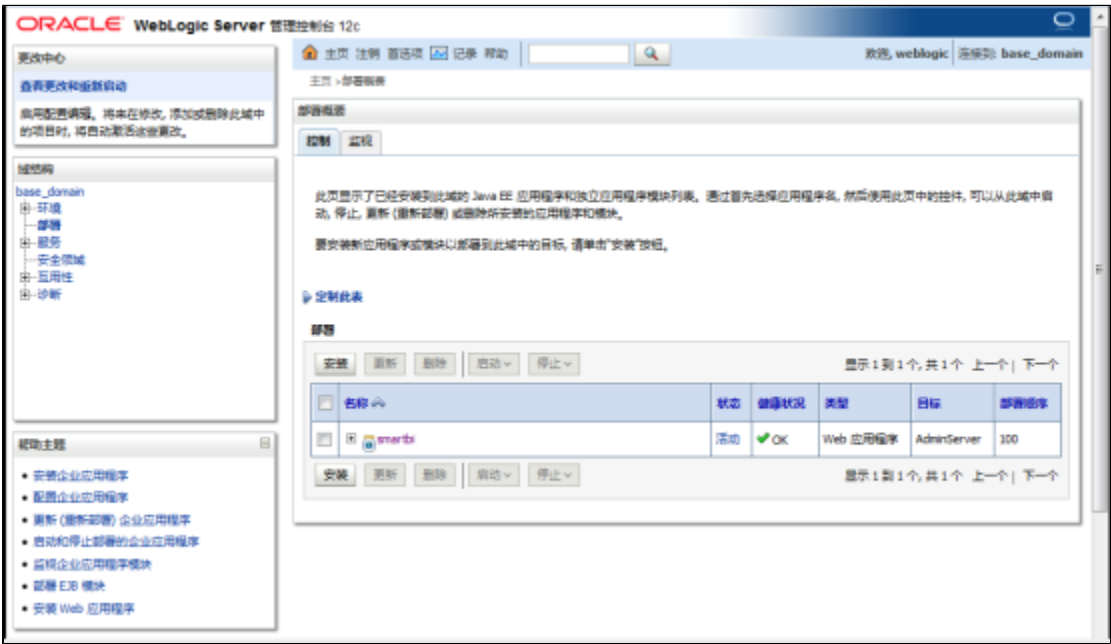 ORACLE WebLogic Server 管理控制台 12c
更改中心
查看更改和重新启动
启用配置编辑。将来在修改, 添加或删除此域中
的项目时, 将自动激活这些更改。
域结构
base_domain
环境
部署
服务
安全领域
互用性
诊断
帮助主题
安装企业应用程序
配置企业应用程序
更新 (重新部署) 企业应用程序
启动和停止部署的企业应用程序
监视企业应用程序模块
部署 EJB 模块
安装 Web 应用程序
主页 注销 首选项 记录 帮助
欢迎, weblogic 连接到: base_domain
主页 >部署概要
部署概要
控制 监视
此页显示了已经安装到此域的 Java EE 应用程序和独立应用程序模块列表。通过首先选择应用程序名, 然后使用此页中的控件, 可以从此域中启
动, 停止, 更新 (重新部署) 或删除所安装的应用程序和模块。
要安装新应用程序或模块以部署到此域中的目标, 请单击"安装"按钮。
定制此表
部署
安装 更新 删除 启动 停止 显示 1 到 1 个, 共 1 个 上一个 | 下一个
名称 状态 健康状况 类型 目标 部署顺序
smartbi 活动 OK Web 应用程序 AdminServer 100
安装 更新 删除 启动 停止 显示 1 到 1 个, 共 1 个 上一个 | 下一个